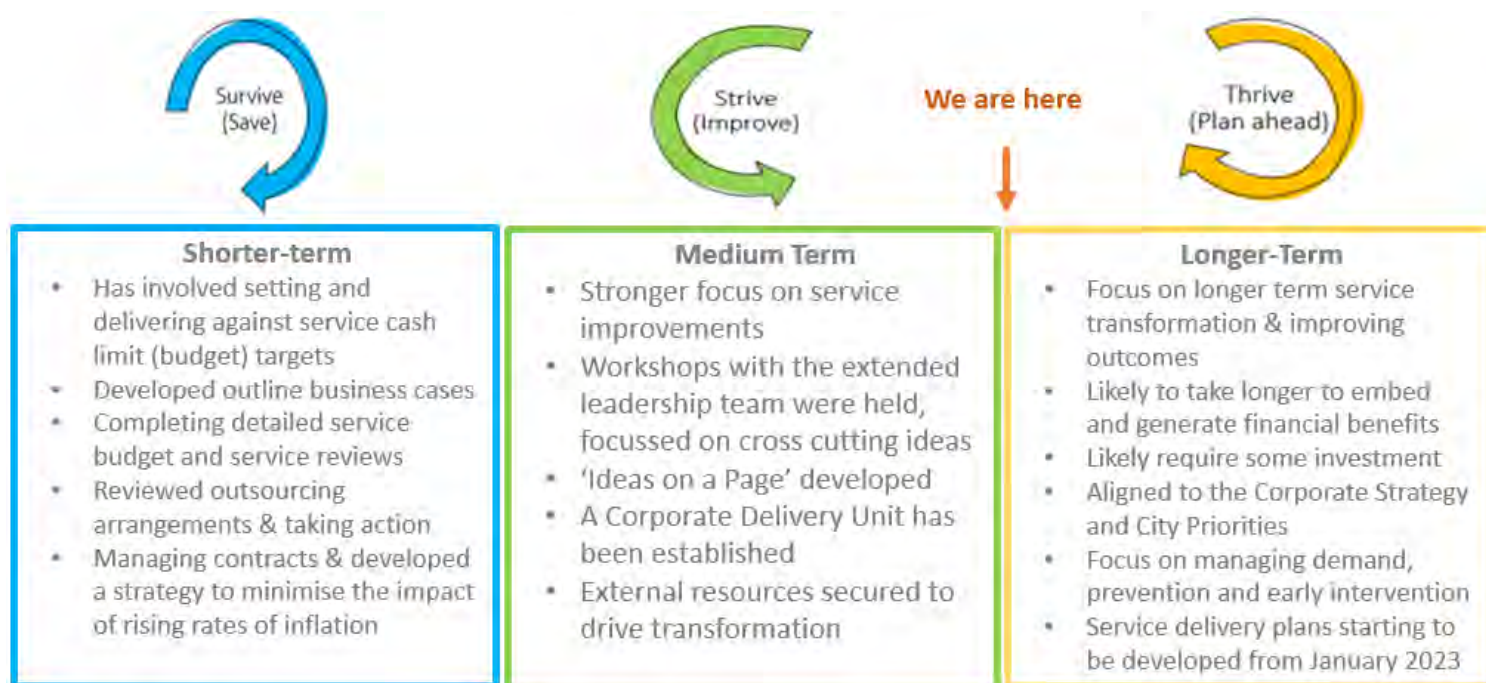 Survive
(Save)
Strive
(Improve)
We are here
Thrive
(Plan ahead)
Shorter-term
• Has involved setting and
delivering against service cash
limit (budget) targets
• Developed outline business cases
• Completing detailed service
budget and service reviews
• Reviewed outsourcing
arrangements & taking action
• Managing contracts & developed
a strategy to minimise the impact
of rising rates of inflation
Medium Term
• Stronger focus on service
improvements
• Workshops with the extended
leadership team were held,
focussed on cross cutting ideas
• ‘Ideas on a Page’ developed
• A Corporate Delivery Unit has
been established
• External resources secured to
drive transformation
Longer-Term
• Focus on longer term service
transformation & improving
outcomes
• Likely to take longer to embed
and generate financial benefits
• Likely require some investment
• Aligned to the Corporate Strategy
and City Priorities
• Focus on managing demand,
prevention and early intervention
• Service delivery plans starting to
be developed from January 2023